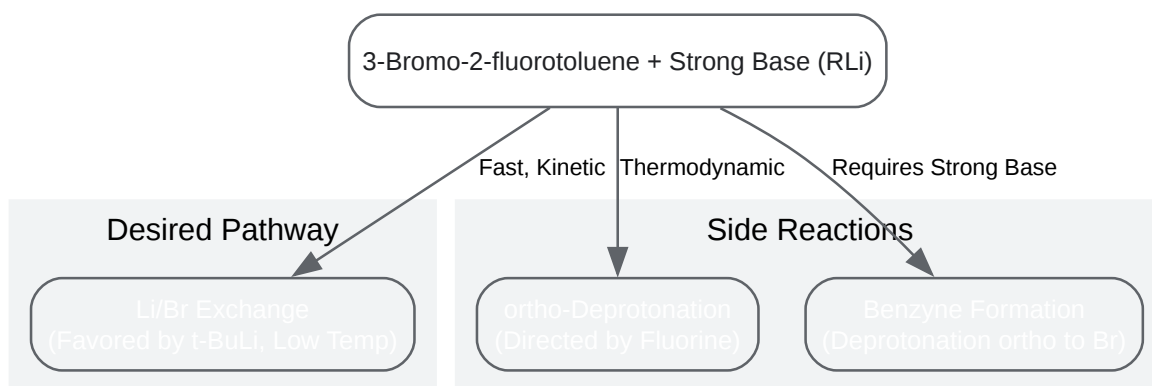 3-Bromo-2-fluorotoluene + Strong Base (RLi)
Fast, Kinetic
Thermodynamic
Requires Strong Base
Desired Pathway
Side Reactions
Li/Br Exchange
(Favored by t-BuLi, Low Temp)
ortho-Deprotonation
(Directed by Fluorine)
Benzyne Formation
(Deprotonation ortho to Br)